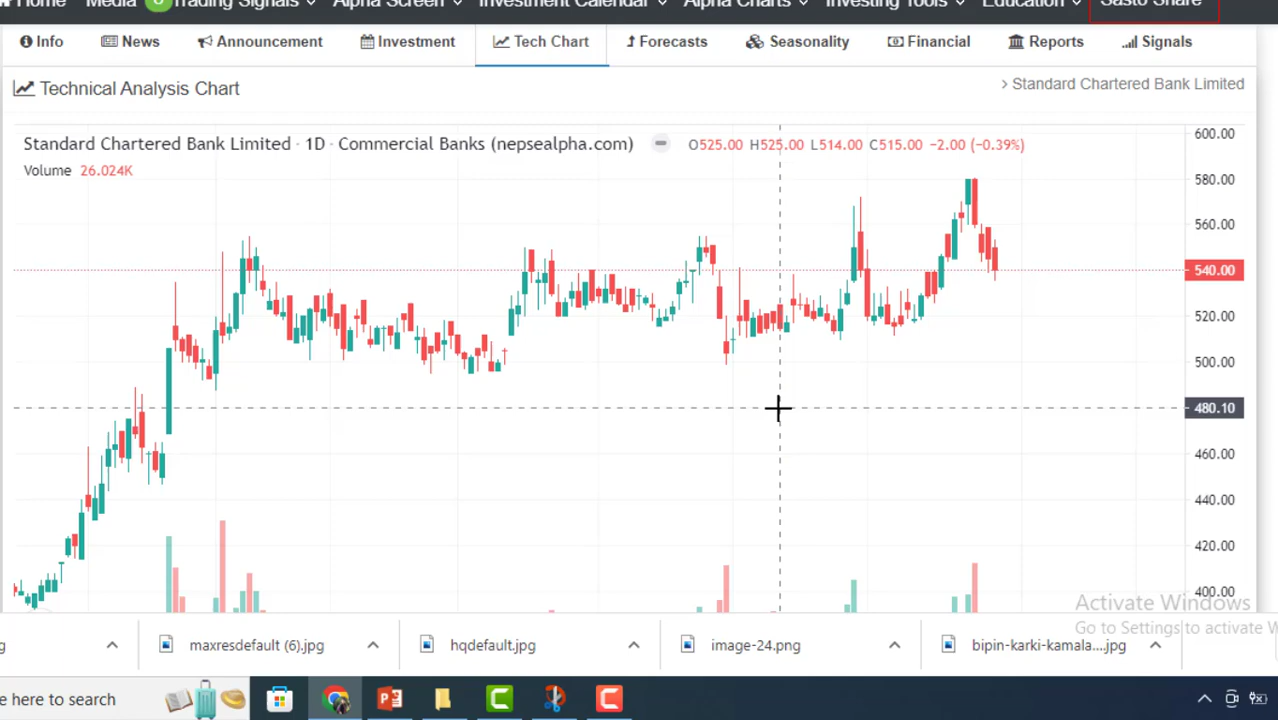 Home Media 6 Trading Signals Alpha Screen Investment Calendar Alpha Charts Investing Tools Education Sasto Share
Info News Announcement Investment Tech Chart Forecasts Seasonality Financial Reports Signals
Technical Analysis Chart
Standard Chartered Bank Limited
Standard Chartered Bank Limited · 1D · Commercial Banks (nepsealpha.com) O525.00 H525.00 L514.00 C515.00 −2.00 (−0.39%)
Volume 26.024K
600.00
580.00
560.00
540.00
520.00
500.00
480.10
460.00
440.00
420.00
400.00
Activate Windows
Go to Settings to activate W
g maxresdefault (6).jpg hqdefault.jpg image-24.png bipin-karki-kamala....jpg
e here to search